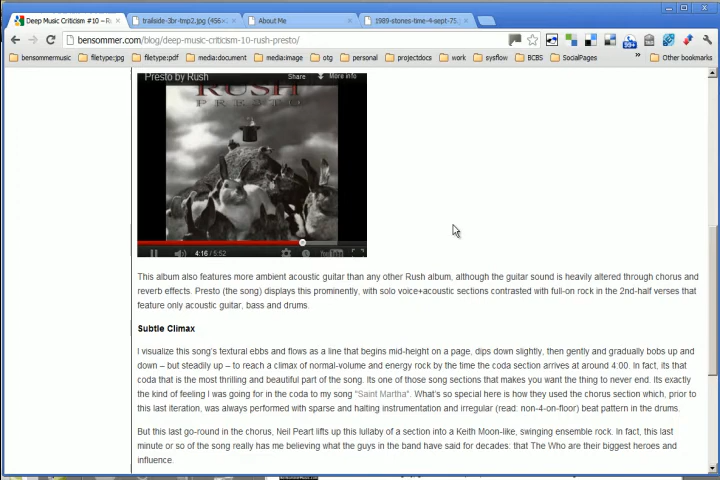 Deep Music Criticism #10 – R
trailside-3br-tmp2.jpg (456×
About Me
1989-stones-time-4-sept-75
bensommer.com/blog/deep-music-criticism-10-rush-presto/
99+
bensommermusic
filetype:jpg
filetype:pdf
media:document
media:image
otg
personal
projectdocs
work
sysflow
BCBS
SocialPages
»
Other bookmarks
Presto by Rush
Share
More info
RUSH
PRESTO
4:16 / 5:52
This album also features more ambient acoustic guitar than any other Rush album, although the guitar sound is heavily altered through chorus and
reverb effects. Presto (the song) displays this prominently, with solo voice+acoustic sections contrasted with full-on rock in the 2nd-half verses that
feature only acoustic guitar, bass and drums.
Subtle Climax
I visualize this song's textural ebbs and flows as a line that begins mid-height on a page, dips down slightly, then gently and gradually bobs up and
down – but steadily up – to reach a climax of normal-volume and energy rock by the time the coda section arrives at around 4:00. In fact, its that
coda that is the most thrilling and beautiful part of the song. Its one of those song sections that makes you want the thing to never end. Its exactly
the kind of feeling I was going for in the coda to my song "Saint Martha". What's so special here is how they used the chorus section which, prior to
this last iteration, was always performed with sparse and halting instrumentation and irregular (read: non-4-on-floor) beat pattern in the drums.
But this last go-round in the chorus, Neil Peart lifts up this lullaby of a section into a Keith Moon-like, swinging ensemble rock. In fact, this last
minute or so of the song really has me believing what the guys in the band have said for decades: that The Who are their biggest heroes and
influence.